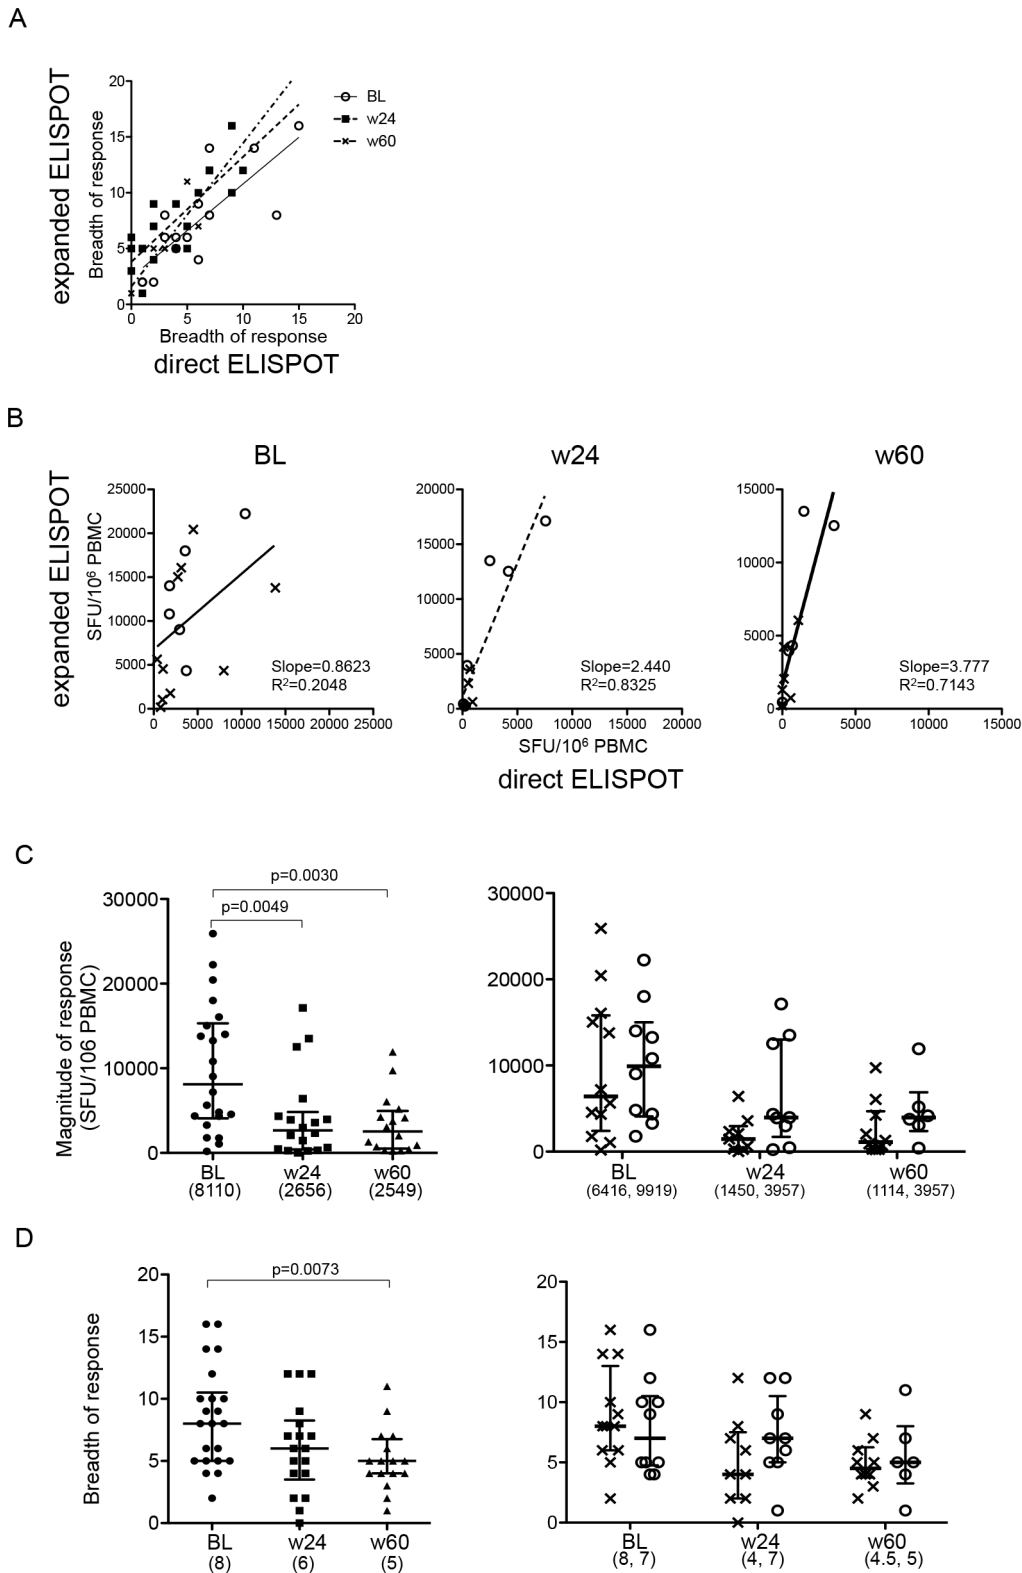 A
expanded ELISPOT
Breadth of response
20
15
10
5
0
0 5 10 15 20
Breadth of response
direct ELISPOT
BL
w24
w60
B
BL
w24
w60
expanded ELISPOT
SFU/10⁶ PBMC
25000
20000
15000
10000
5000
0
0 5000 10000 15000 20000 25000
Slope=0.8623
R²=0.2048
20000
15000
10000
5000
0
0 5000 10000 15000 20000
Slope=2.440
R²=0.8325
SFU/10⁶ PBMC
15000
10000
5000
0
0 5000 10000 15000
Slope=3.777
R²=0.7143
direct ELISPOT
C
Magnitude of response
(SFU/106 PBMC)
30000
20000
10000
0
p=0.0030
p=0.0049
BL w24 w60
(8110) (2656) (2549)
30000
20000
10000
0
BL w24 w60
(6416, 9919) (1450, 3957) (1114, 3957)
D
Breadth of response
20
15
10
5
0
p=0.0073
BL w24 w60
(8) (6) (5)
20
15
10
5
0
BL w24 w60
(8, 7) (4, 7) (4.5, 5)